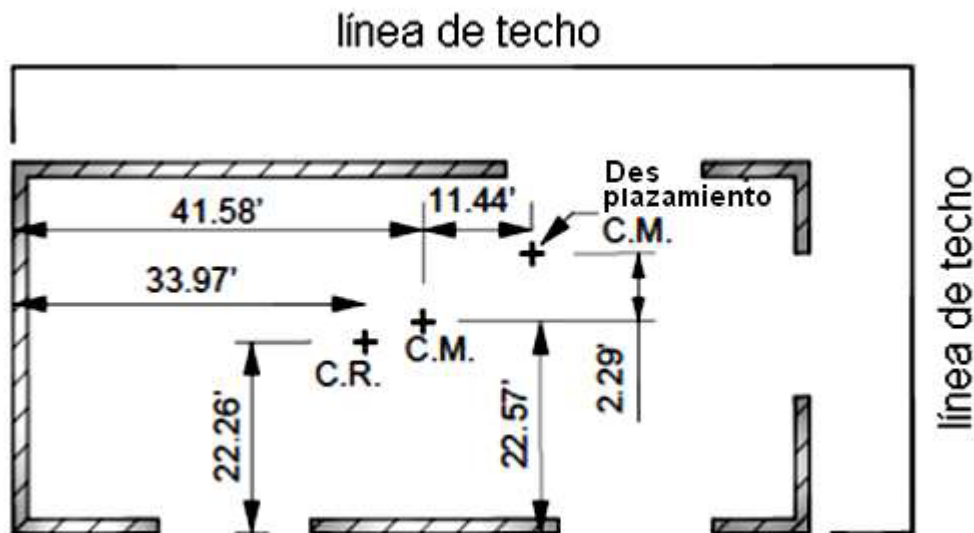 línea de techo
Des
plazamiento
41.58'
11.44'
C.M.
33.97'
C.M.
C.R.
22.26'
22.57'
2.29'
línea de techo